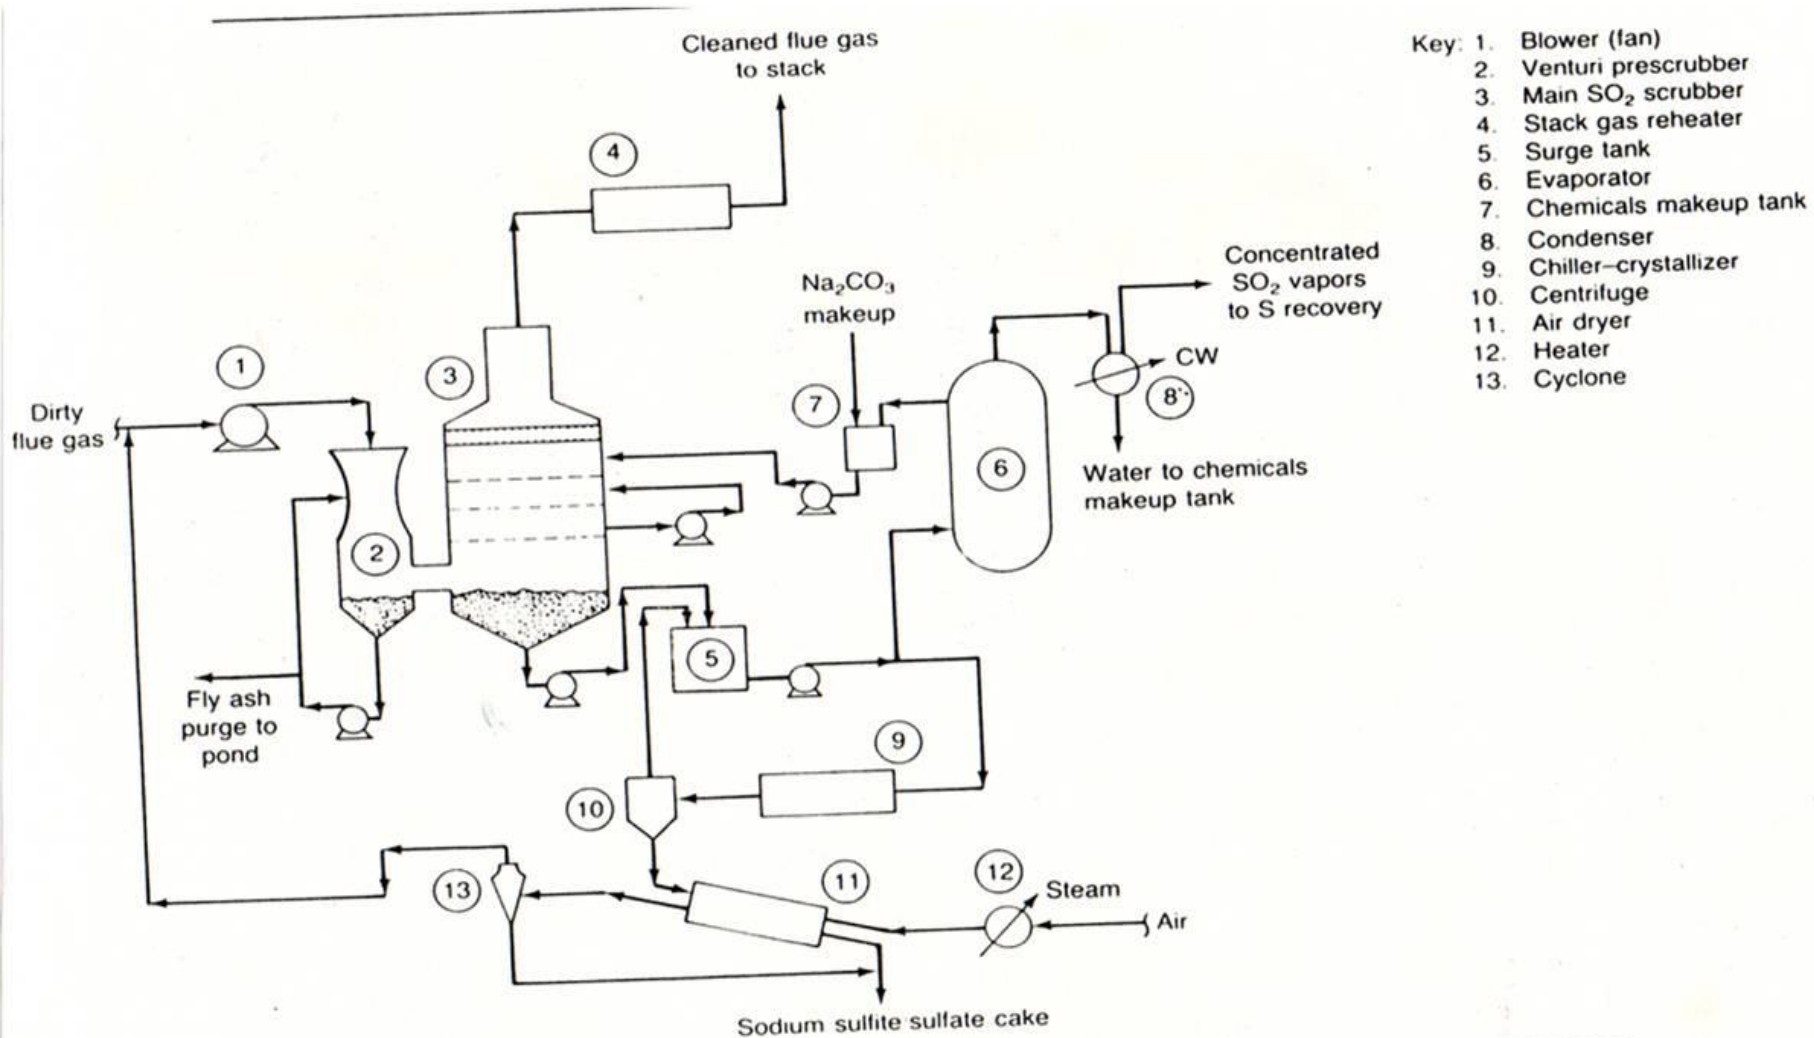 Cleaned flue gas
to stack
Key: 1. Blower (fan)
2. Venturi prescrubber
3. Main SO₂ scrubber
4. Stack gas reheater
5. Surge tank
6. Evaporator
7. Chemicals makeup tank
8. Condenser
9. Chiller–crystallizer
10. Centrifuge
11. Air dryer
12. Heater
13. Cyclone
4
Na₂CO₃
makeup
Concentrated
SO₂ vapors
to S recovery
1
3
7
CW
8
Dirty
flue gas
6
Water to chemicals
makeup tank
2
5
Fly ash
purge to
pond
9
10
13
11
12
Steam
Air
Sodium sulfite sulfate cake